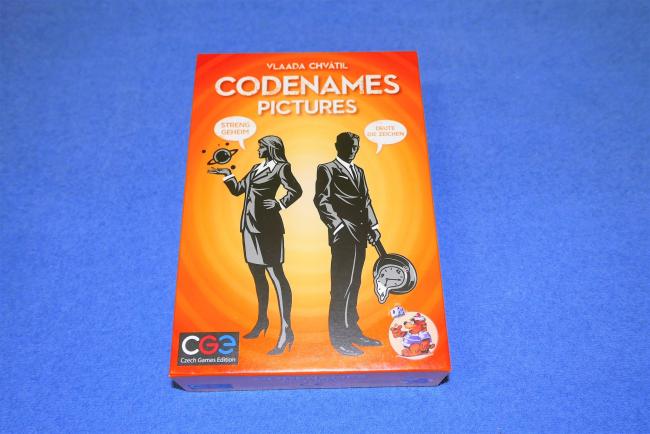 VLAADA CHVÁTIL
CODENAMES
PICTURES
STRENG
GEHEIM
DEUTE
DIE ZEICHEN
CGE
Czech Games Edition